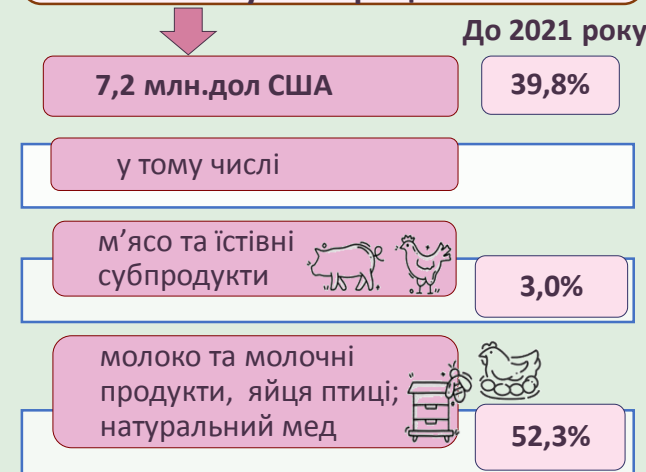 До 2021 року
7,2 млн.дол США
39,8%
у тому числі
м’ясо та їстівні
субпродукти
3,0%
молоко та молочні
продукти, яйця птиці;
натуральний мед
52,3%